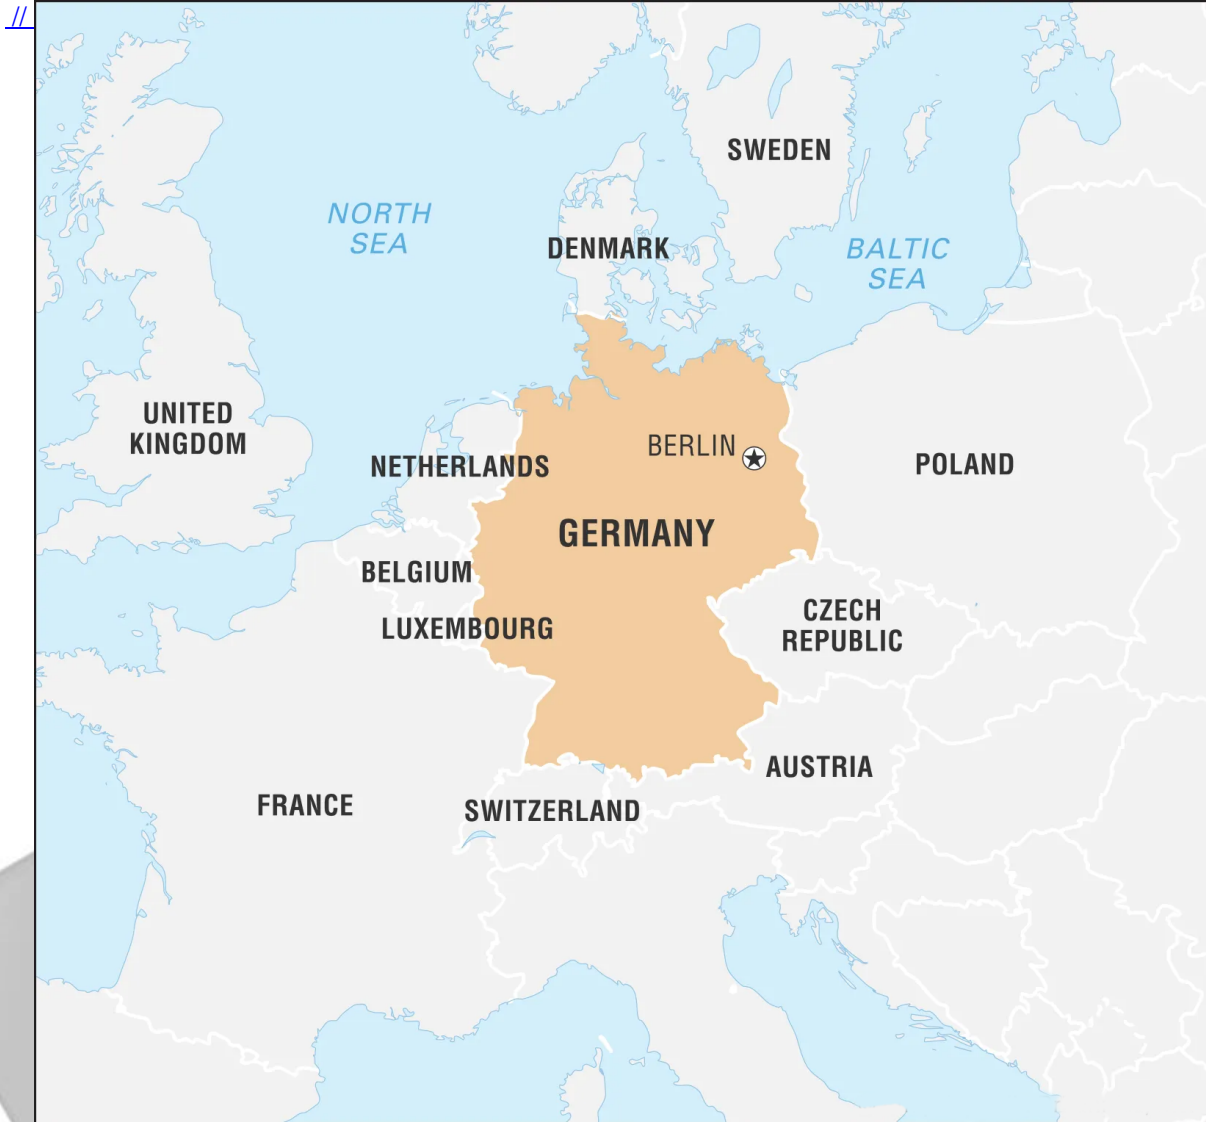 //
SWEDEN
NORTH
SEA
DENMARK
BALTIC
SEA
UNITED
KINGDOM
BERLIN
NETHERLANDS
POLAND
GERMANY
BELGIUM
CZECH
REPUBLIC
LUXEMBOURG
AUSTRIA
FRANCE
SWITZERLAND